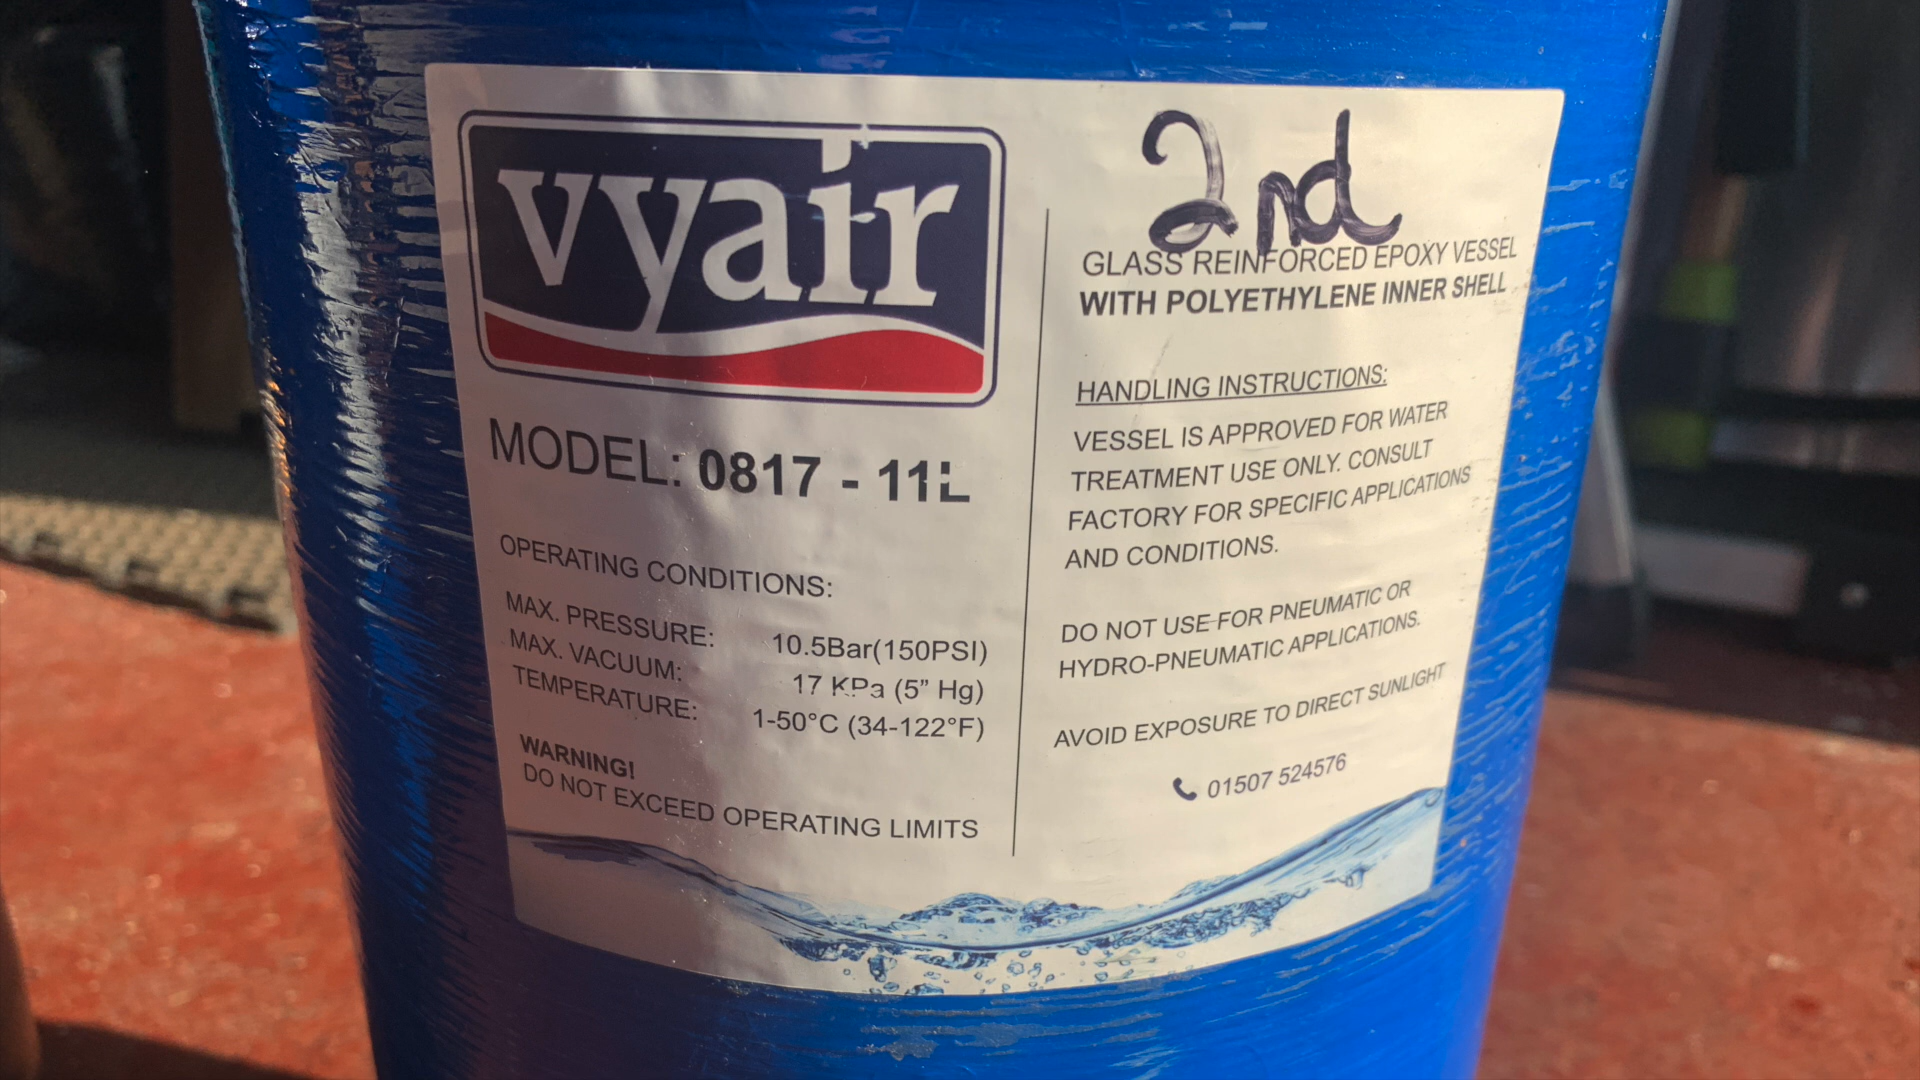 vyair
MODEL: 0817 - 11L
OPERATING CONDITIONS:
MAX. PRESSURE: 10.5Bar(150PSI)
MAX. VACUUM: 17 KPa (5” Hg)
TEMPERATURE: 1-50°C (34-122°F)
WARNING!
DO NOT EXCEED OPERATING LIMITS
2nd
GLASS REINFORCED EPOXY VESSEL
WITH POLYETHYLENE INNER SHELL
HANDLING INSTRUCTIONS:
VESSEL IS APPROVED FOR WATER
TREATMENT USE ONLY. CONSULT
FACTORY FOR SPECIFIC APPLICATIONS
AND CONDITIONS.
DO NOT USE FOR PNEUMATIC OR
HYDRO-PNEUMATIC APPLICATIONS.
AVOID EXPOSURE TO DIRECT SUNLIGHT
01507 524576